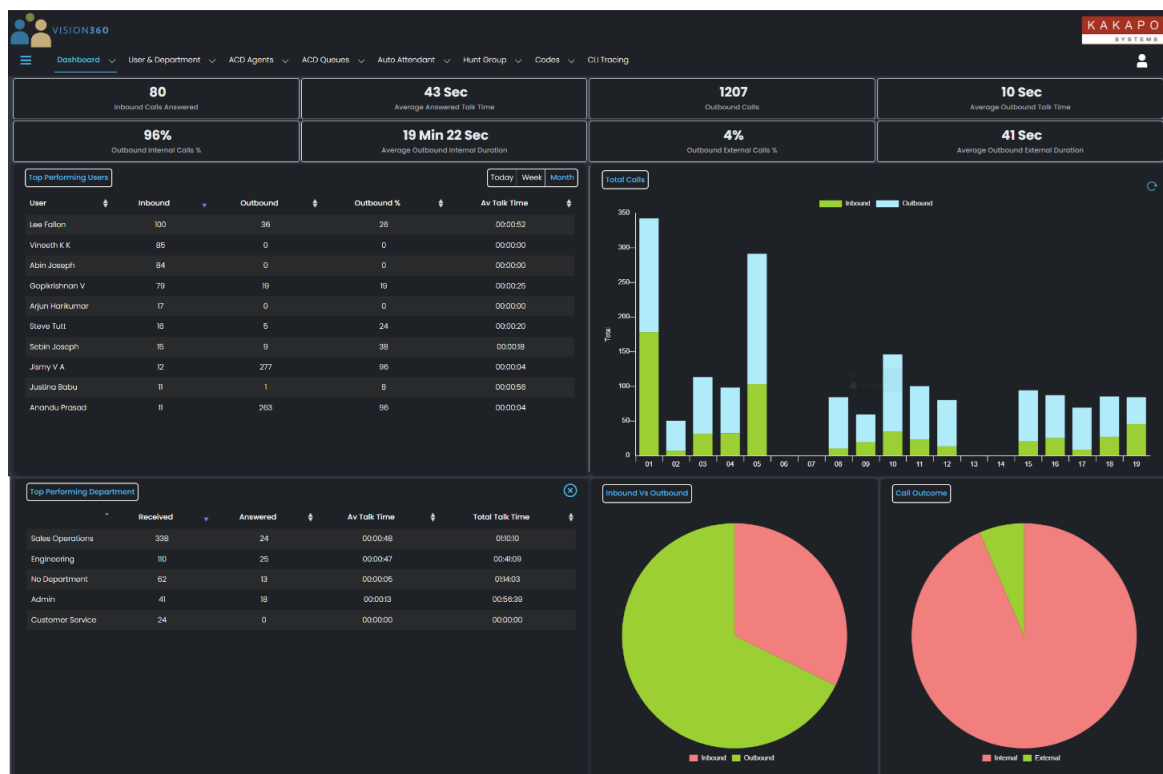 VISION360
KAKAPO
SYSTEMS
Dashboard User & Department ACD Agents ACD Queues Auto Attendant Hunt Group Codes CLI Tracing
80 43 Sec 1207 10 Sec
Inbound Calls Answered Average Answered Talk Time Outbound Calls Average Outbound Talk Time
96% 19 Min 22 Sec 4% 41 Sec
Outbound Internal Calls % Average Outbound Internal Duration Outbound External Calls % Average Outbound External Duration
Top Performing Users Today Week Month
User Inbound Outbound Outbound % Av Talk Time
Lee Fallon 100 36 26 00:00:52
Vineeth K K 85 0 0 00:00:00
Abin Joseph 84 0 0 00:00:00
Gopikrishnan V 79 19 19 00:00:25
Arjun Harikumar 17 0 0 00:00:00
Steve Tutt 16 5 24 00:00:20
Sebin Joseph 15 9 38 00:00:18
Jismy V A 12 277 96 00:00:04
Justina Babu 11 1 8 00:00:56
Anandu Prasad 11 263 96 00:00:04
Total Calls
Inbound Outbound
Total
350
300
250
200
150
100
50
0
01 02 03 04 05 06 07 08 09 10 11 12 13 14 15 16 17 18 19
Top Performing Department
Received Answered Av Talk Time Total Talk Time
Sales Operations 338 24 00:00:48 01:10:10
Engineering 110 25 00:00:47 00:41:09
No Department 62 13 00:00:05 01:14:03
Admin 41 18 00:00:13 00:56:39
Customer Service 24 0 00:00:00 00:00:00
Inbound Vs Outbound
Inbound Outbound
Call Outcome
Internal External